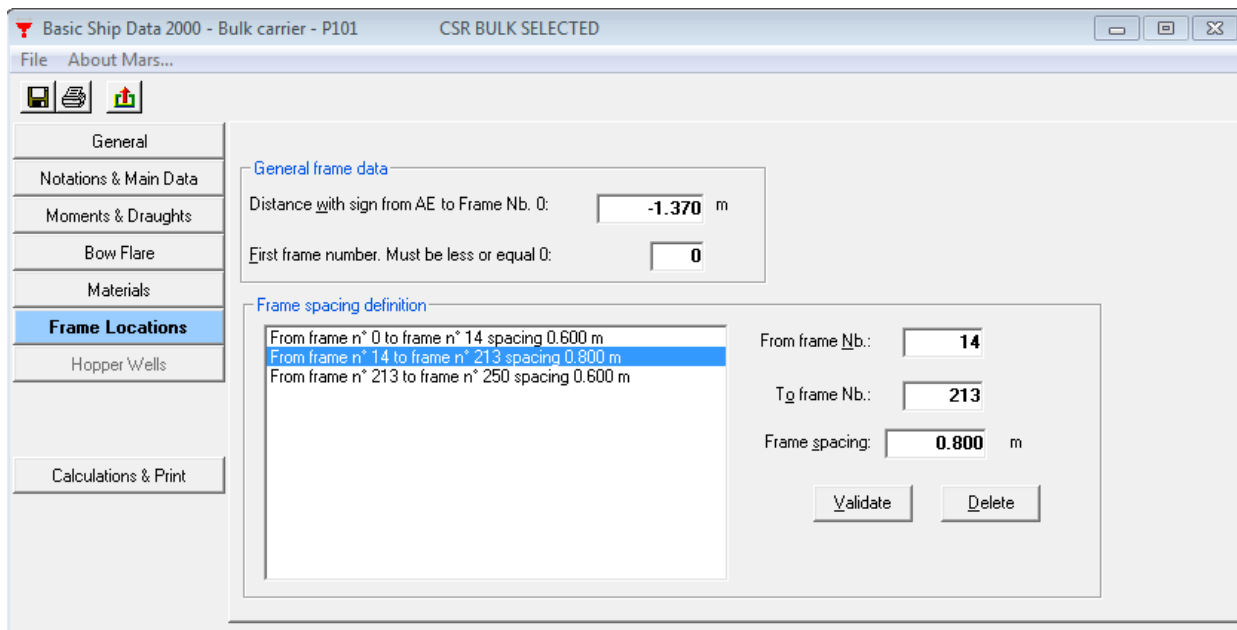 Basic Ship Data 2000 - Bulk carrier - P101 CSR BULK SELECTED
File About Mars...
General
Notations & Main Data
Moments & Draughts
Bow Flare
Materials
Frame Locations
Hopper Wells
Calculations & Print
General frame data
Distance with sign from AE to Frame Nb. 0: -1.370 m
First frame number. Must be less or equal 0: 0
Frame spacing definition
From frame n° 0 to frame n° 14 spacing 0.600 m
From frame n° 14 to frame n° 213 spacing 0.800 m
From frame n° 213 to frame n° 250 spacing 0.600 m
From frame Nb.: 14
To frame Nb.: 213
Frame spacing: 0.800 m
Validate Delete